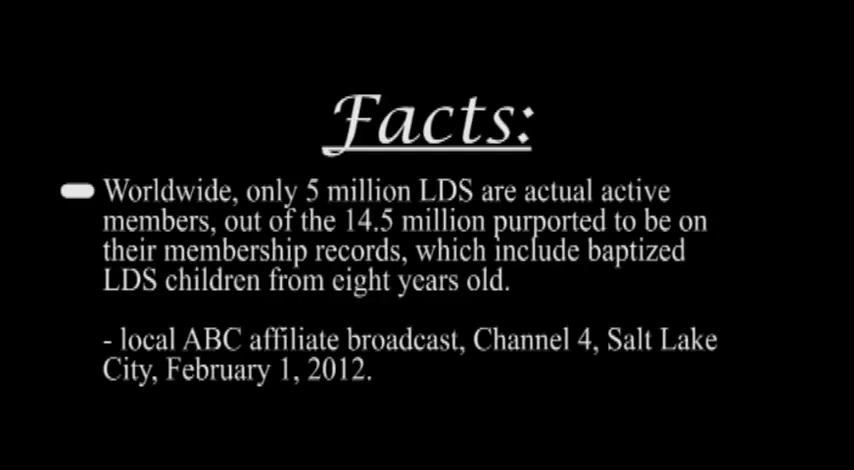 Facts:
Worldwide, only 5 million LDS are actual active
members, out of the 14.5 million purported to be on
their membership records, which include baptized
LDS children from eight years old.
- local ABC affiliate broadcast, Channel 4, Salt Lake
City, February 1, 2012.